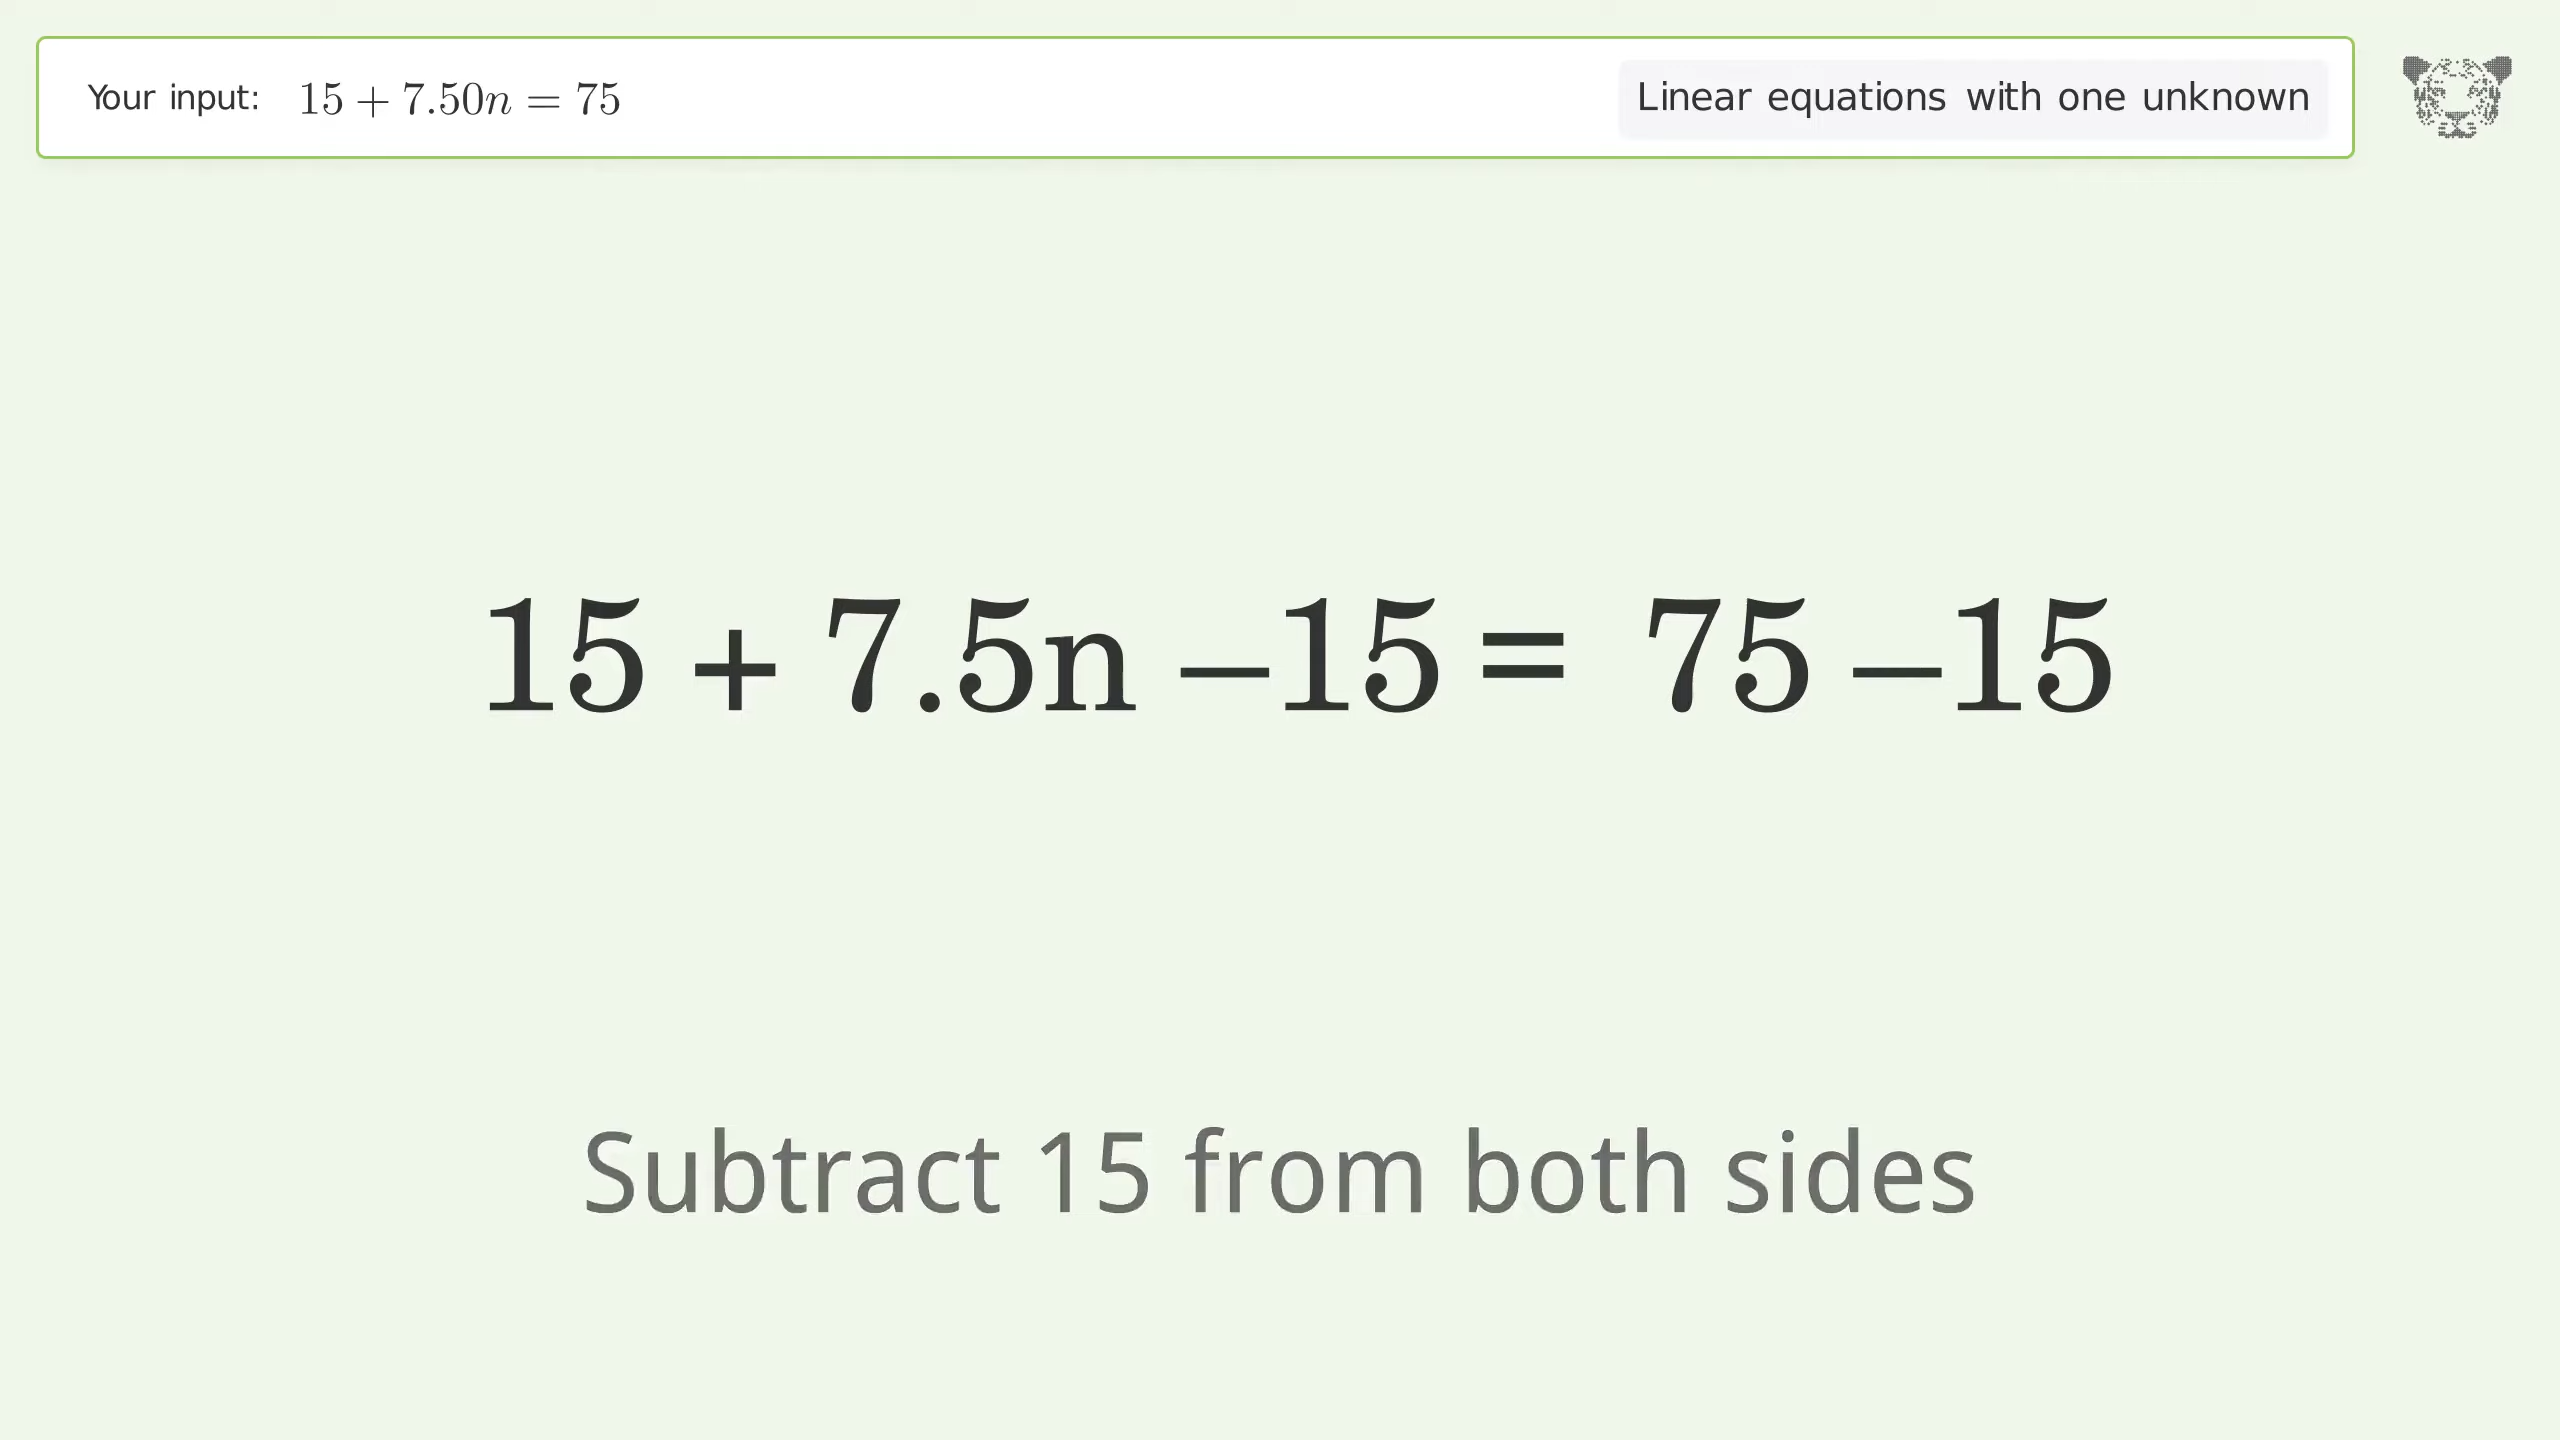 Your input: 15 + 7.50n = 75 Linear equations with one unknown
15 + 7.5n –15 = 75 –15
Subtract 15 from both sides